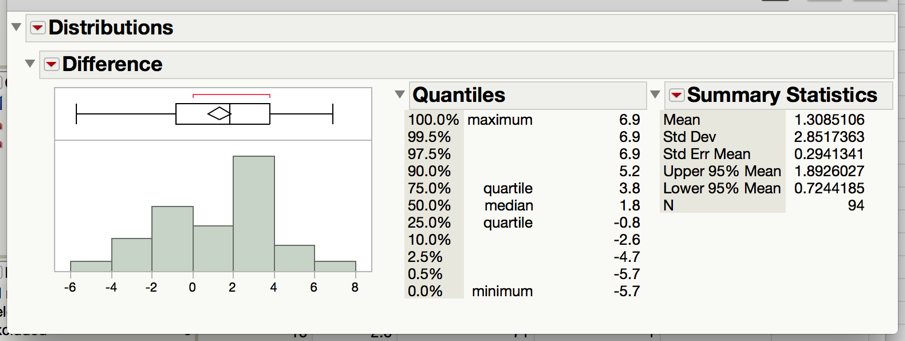 Distributions
Difference
-6 -4 -2 0 2 4 6 8
Quantiles
100.0% maximum 6.9
99.5% 6.9
97.5% 6.9
90.0% 5.2
75.0% quartile 3.8
50.0% median 1.8
25.0% quartile -0.8
10.0% -2.6
2.5% -4.7
0.5% -5.7
0.0% minimum -5.7
Summary Statistics
Mean 1.3085106
Std Dev 2.8517363
Std Err Mean 0.2941341
Upper 95% Mean 1.8926027
Lower 95% Mean 0.7244185
N 94